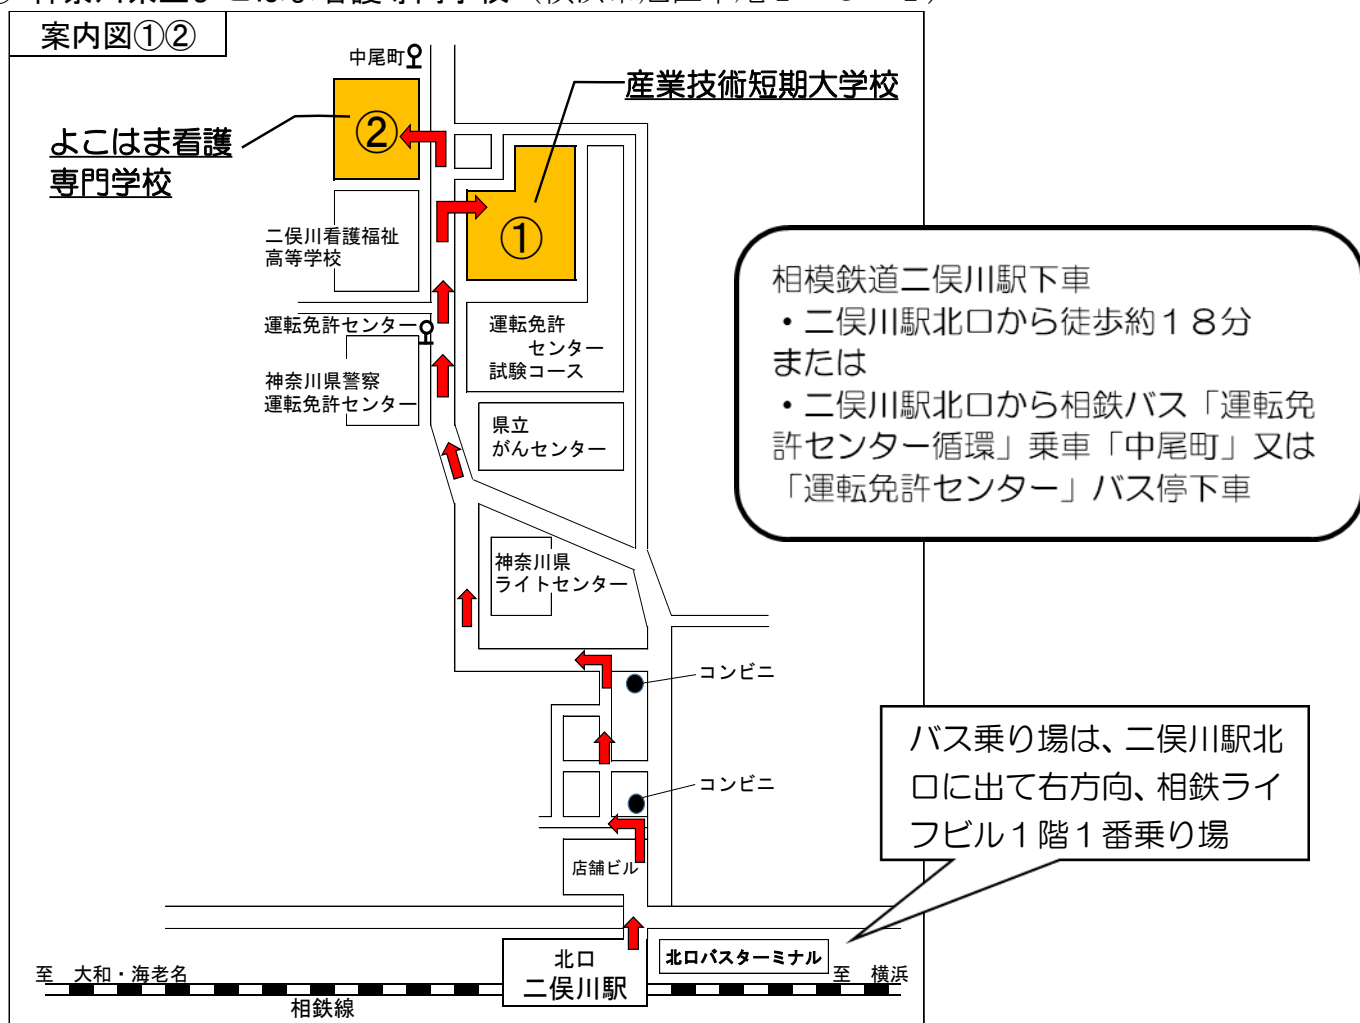 案内図①②
中尾町
産業技術短期大学校
よこはま看護
専門学校
②
①
二俣川看護福祉
高等学校
運転免許センター
運転免許
センター
試験コース
神奈川県警察
運転免許センター
県立
がんセンター
相模鉄道二俣川駅下車
・二俣川駅北口から徒歩約18分
または
・二俣川駅北口から相鉄バス「運転免
許センター循環」乗車「中尾町」又は
「運転免許センター」バス停下車
神奈川県
ライトセンター
コンビニ
コンビニ
バス乗り場は、二俣川駅北
口に出て右方向、相鉄ライ
フビル1階1番乗り場
店舗ビル
北口
二俣川駅
北口バスターミナル
至 大和・海老名
至 横浜
相鉄線